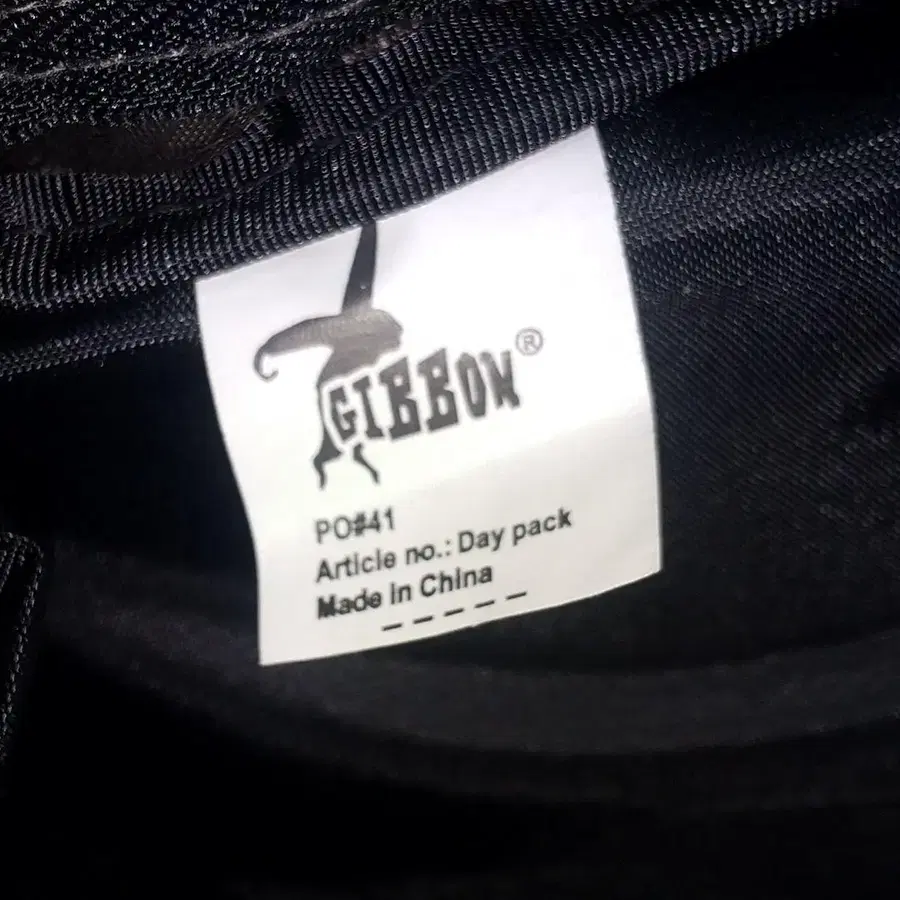 GIBBON®
PO#41
Article no.: Day pack
Made in China